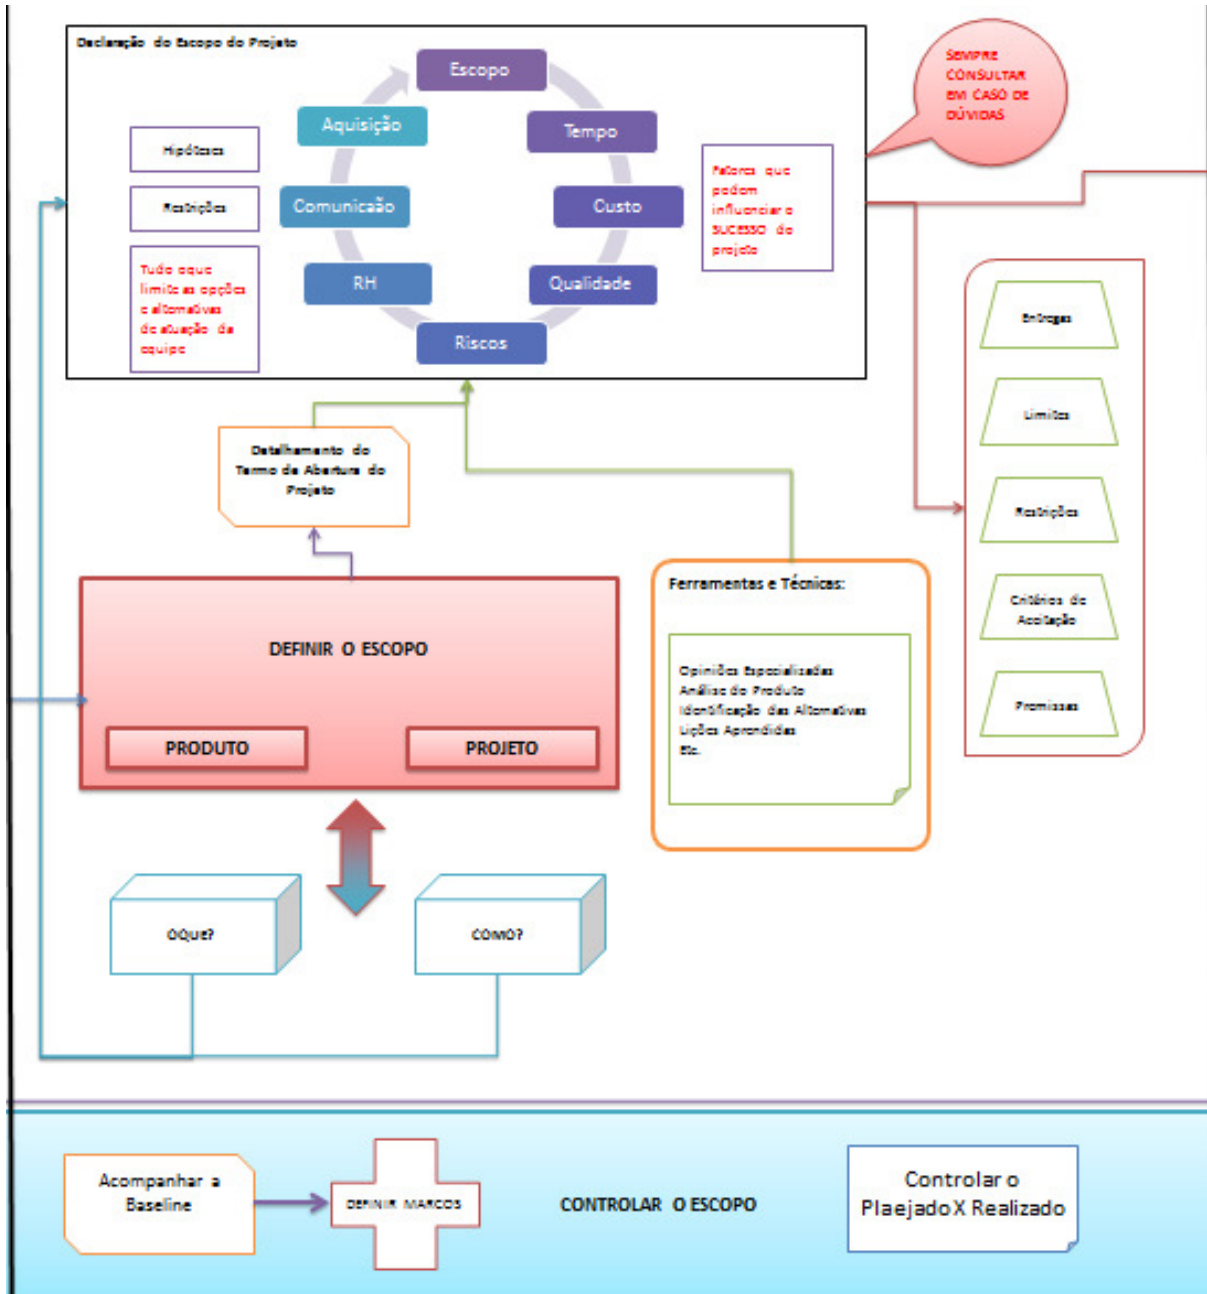 Declaração do Escopo do Projeto
Escopo
Tempo
Custo
Qualidade
Riscos
RH
Comunicaão
Aquisição
Hipóteses
Restrições
Tudo oque
limite as opções
e alternativas
de atuação da
equipe
Fatores que
podem
influenciar o
SUCESSO do
projeto
SEMPRE
CONSULTAR
EM CASO DE
DÚVIDAS
Entregas
Limites
Restrições
Critérios de
Aceitação
Premissas
Detalhamento do
Termo de Abertura do
Projeto
DEFINIR O ESCOPO
PRODUTO
PROJETO
Ferramentas e Técnicas:
Opiniões Especializadas
Análise do Produto
Identificação das Alternativas
Lições Aprendidas
Etc.
OQUE?
COMO?
Acompanhar a
Baseline
DEFINIR MARCOS
CONTROLAR O ESCOPO
Controlar o
Plaejado X Realizado